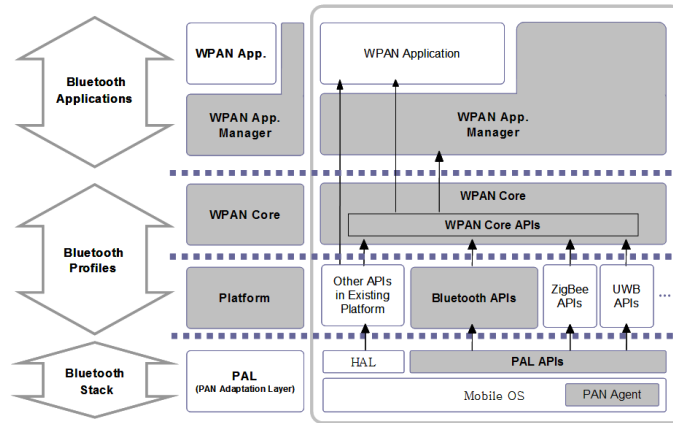 WPAN App.
WPAN Application
Bluetooth
Applications
WPAN App.
Manager
WPAN App.
Manager
WPAN Core
WPAN Core
WPAN Core APIs
Bluetooth
Profiles
Platform
Other APIs
in Existing
Platform
Bluetooth APIs
ZigBee
APIs
UWB
APIs
...
Bluetooth
Stack
PAL
(PAN Adaptation Layer)
HAL
PAL APIs
Mobile OS
PAN Agent